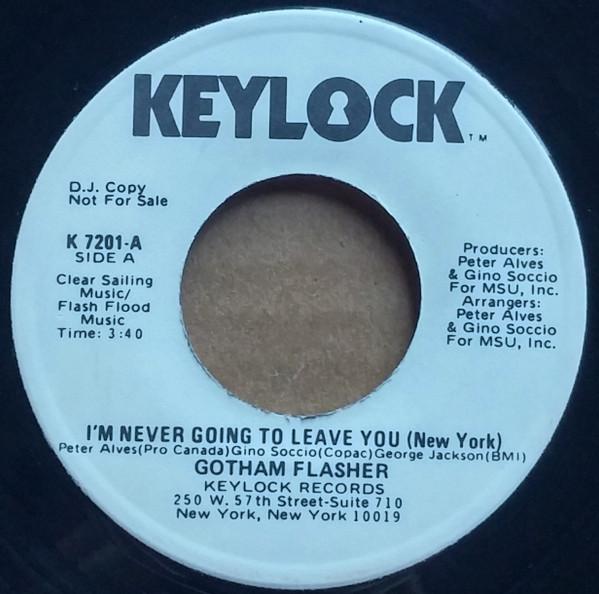 KEYLOCK
TM
D.J. Copy
Not For Sale
K 7201-A
SIDE A
Clear Sailing
Music/
Flash Flood
Music
Time: 3:40
Producers:
Peter Alves
& Gino Soccio
For MSU, Inc.
Arrangers:
Peter Alves
& Gino Soccio
For MSU, Inc.
I'M NEVER GOING TO LEAVE YOU (New York)
Peter Alves(Pro Canada)Gino Soccio(Copac)George Jackson(BMI)
GOTHAM FLASHER
KEYLOCK RECORDS
250 W. 57th Street-Suite 710
New York, New York 10019